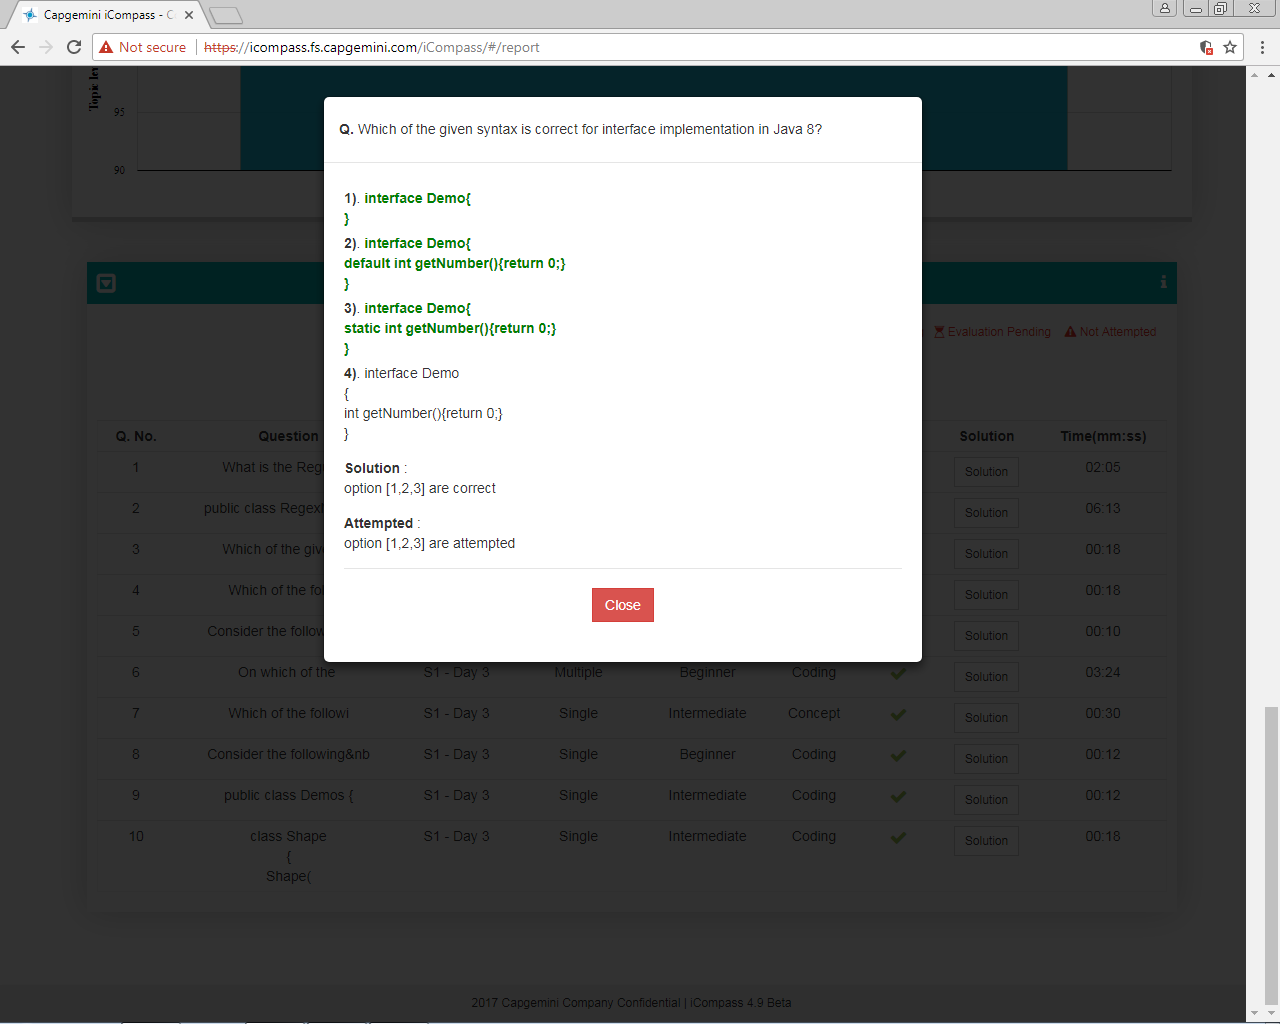 Capgemini iCompass - C
Not secure
https://icompass.fs.capgemini.com/iCompass/#/report
95
90
Q. Which of the given syntax is correct for interface implementation in Java 8?
1). interface Demo{
}
2). interface Demo{
default int getNumber(){return 0;}
}
3). interface Demo{
static int getNumber(){return 0;}
}
4). interface Demo
{
int getNumber(){return 0;}
}
Solution :
option [1,2,3] are correct
Attempted :
option [1,2,3] are attempted
Close
Evaluation Pending Not Attempted
Q. No. Question Solution Time(mm:ss)
1 What is the Reg Solution 02:05
2 public class Regex Solution 06:13
3 Which of the giv Solution 00:18
4 Which of the fo Solution 00:18
5 Consider the follow Solution 00:10
6 On which of the S1 - Day 3 Multiple Beginner Coding Solution 03:24
7 Which of the followi S1 - Day 3 Single Intermediate Concept Solution 00:30
8 Consider the following&nb S1 - Day 3 Single Beginner Coding Solution 00:12
9 public class Demos { S1 - Day 3 Single Intermediate Coding Solution 00:12
10 class Shape S1 - Day 3 Single Intermediate Coding Solution 00:18
{
Shape(
2017 Capgemini Company Confidential | iCompass 4.9 Beta